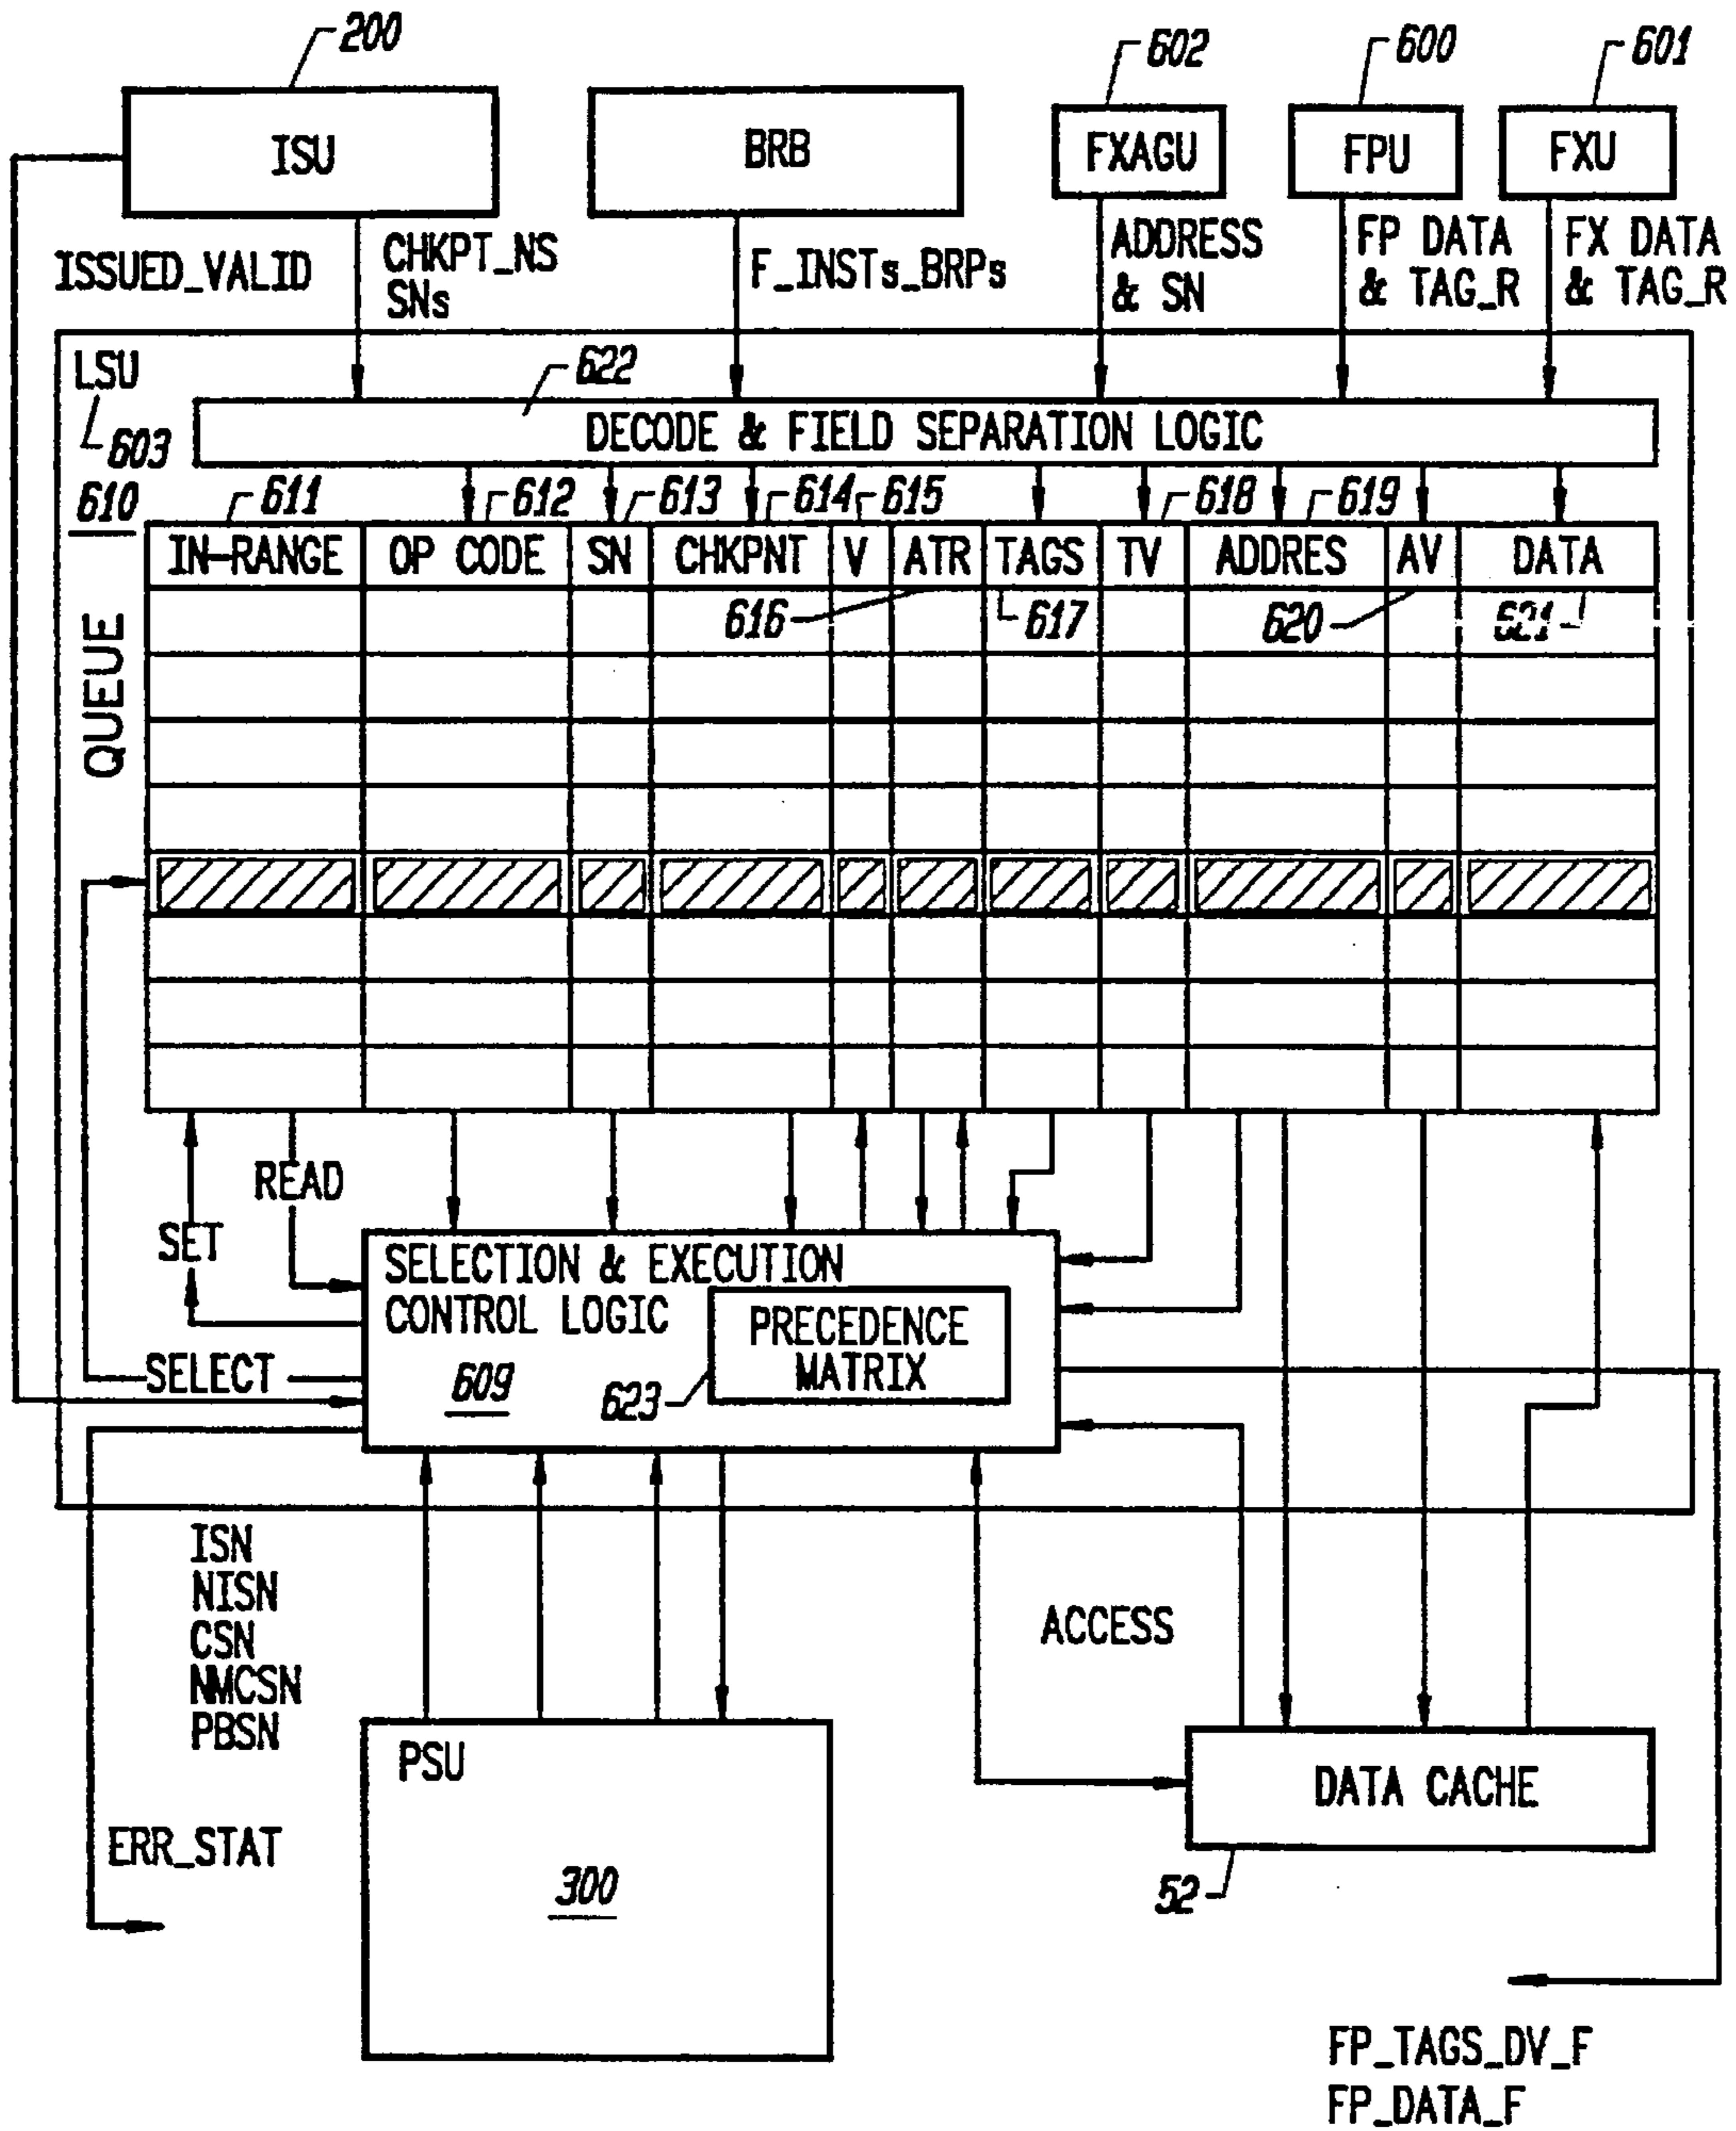 200
602
600
601
ISU
BRB
FXAGU
FPU
FXU
ISSUED_VALID
CHKPT_NS
SNs
F_INSTs_BRPs
ADDRESS
& SN
FP DATA
& TAG_R
FX DATA
& TAG_R
LSU
603
622
DECODE & FIELD SEPARATION LOGIC
610
611
612
613
614
615
618
619
IN-RANGE
OP CODE
SN
CHKPNT
V
ATR
TAGS
TV
ADDRES
AV
DATA
616
617
620
621
QUEUE
READ
SET
SELECT
SELECTION & EXECUTION
CONTROL LOGIC
609
PRECEDENCE
MATRIX
623
ISN
NISN
CSN
NMCSN
PBSN
ACCESS
PSU
300
DATA CACHE
52
ERR_STAT
FP_TAGS_DV_F
FP_DATA_F